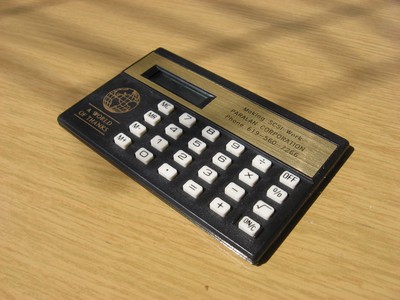 Making SCSI Work
PARALAN CORPORATION
Phone 619-560-7266
A WORLD
OF THANKS
MC 7 8 9 ÷ OFF
MR 4 5 6 × %
M- 1 2 3 − √
M+ 0 . = + ON/C